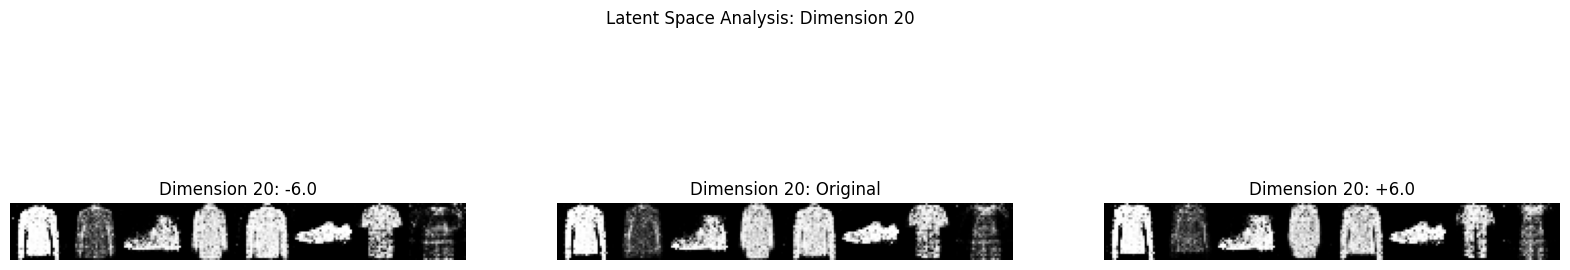 Latent Space Analysis: Dimension 20
Dimension 20: -6.0
Dimension 20: Original
Dimension 20: +6.0